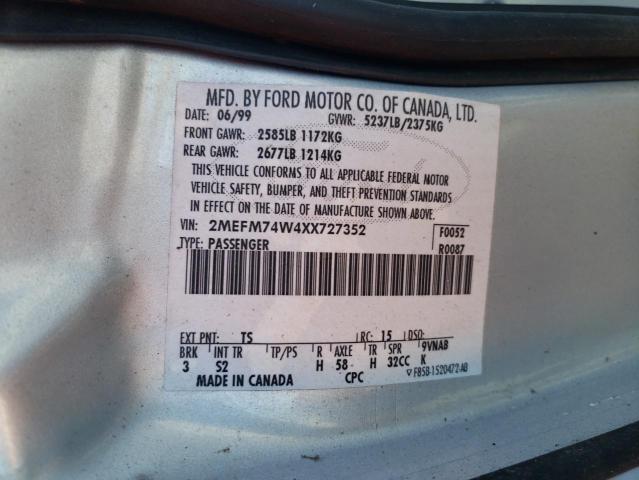 MFD. BY FORD MOTOR CO. OF CANADA, LTD.
DATE: 06/99 GVWR: 5237LB/2375KG
FRONT GAWR: 2585LB 1172KG
REAR GAWR: 2677LB 1214KG
THIS VEHICLE CONFORMS TO ALL APPLICABLE FEDERAL MOTOR
VEHICLE SAFETY, BUMPER, AND THEFT PREVENTION STANDARDS
IN EFFECT ON THE DATE OF MANUFACTURE SHOWN ABOVE.
VIN: 2MEFM74W4XX727352 F0052
TYPE: PASSENGER R0087
EXT PNT: TS RC: 15 DSO:
BRK INT TR TP/PS R AXLE TR SPR 9VNAB
3 S2 H 58 H 32CC K
MADE IN CANADA CPC F85B-1520472-AB